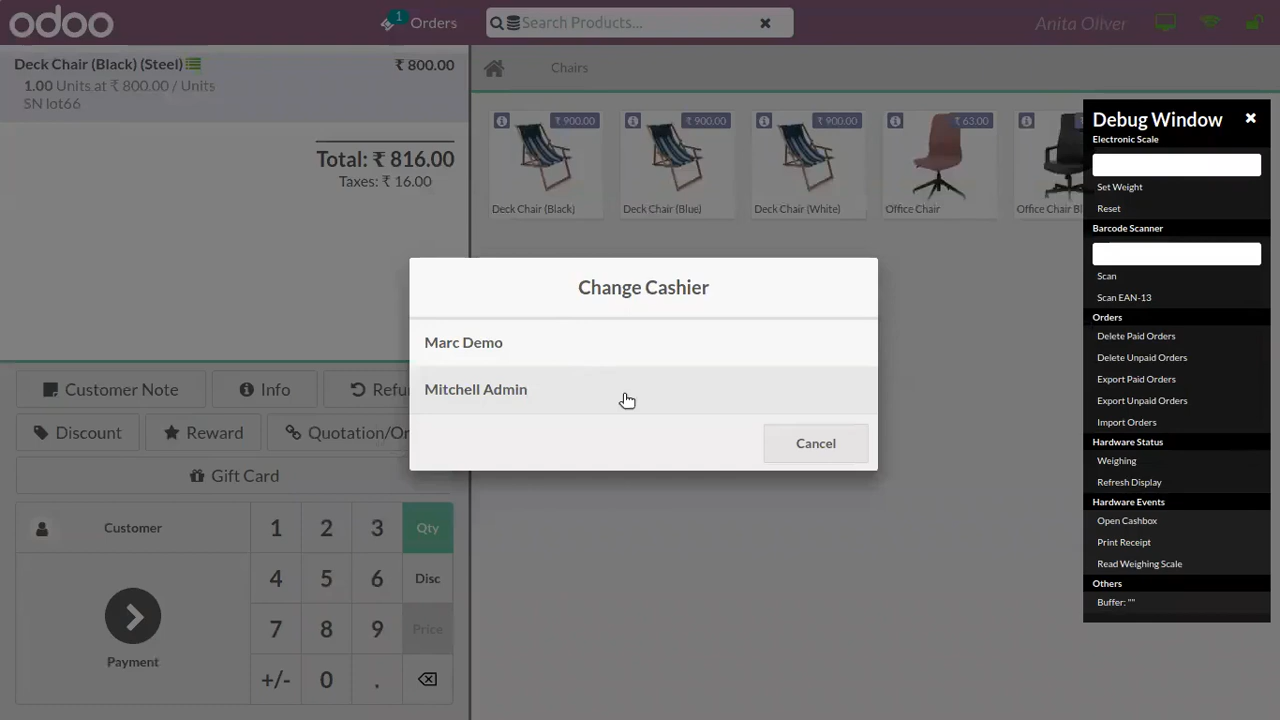 odoo
1
Orders
Search Products...
Anita Oliver
Deck Chair (Black) (Steel)
₹ 800.00
1.00 Units at ₹ 800.00 / Units
SN lot66
Total: ₹ 816.00
Taxes: ₹ 16.00
Chairs
₹ 900.00
₹ 900.00
₹ 900.00
₹ 63.00
Deck Chair (Black)
Deck Chair (Blue)
Deck Chair (White)
Office Chair
Office Chair Bl
Change Cashier
Marc Demo
Mitchell Admin
Cancel
Customer Note
Info
Refu
Discount
Reward
Quotation/Or
Gift Card
Customer
1 2 3 Qty
4 5 6 Disc
7 8 9 Price
+/- 0 .
Payment
Debug Window
Electronic Scale
Set Weight
Reset
Barcode Scanner
Scan
Scan EAN-13
Orders
Delete Paid Orders
Delete Unpaid Orders
Export Paid Orders
Export Unpaid Orders
Import Orders
Hardware Status
Weighing
Refresh Display
Hardware Events
Open Cashbox
Print Receipt
Read Weighing Scale
Others
Buffer: ""